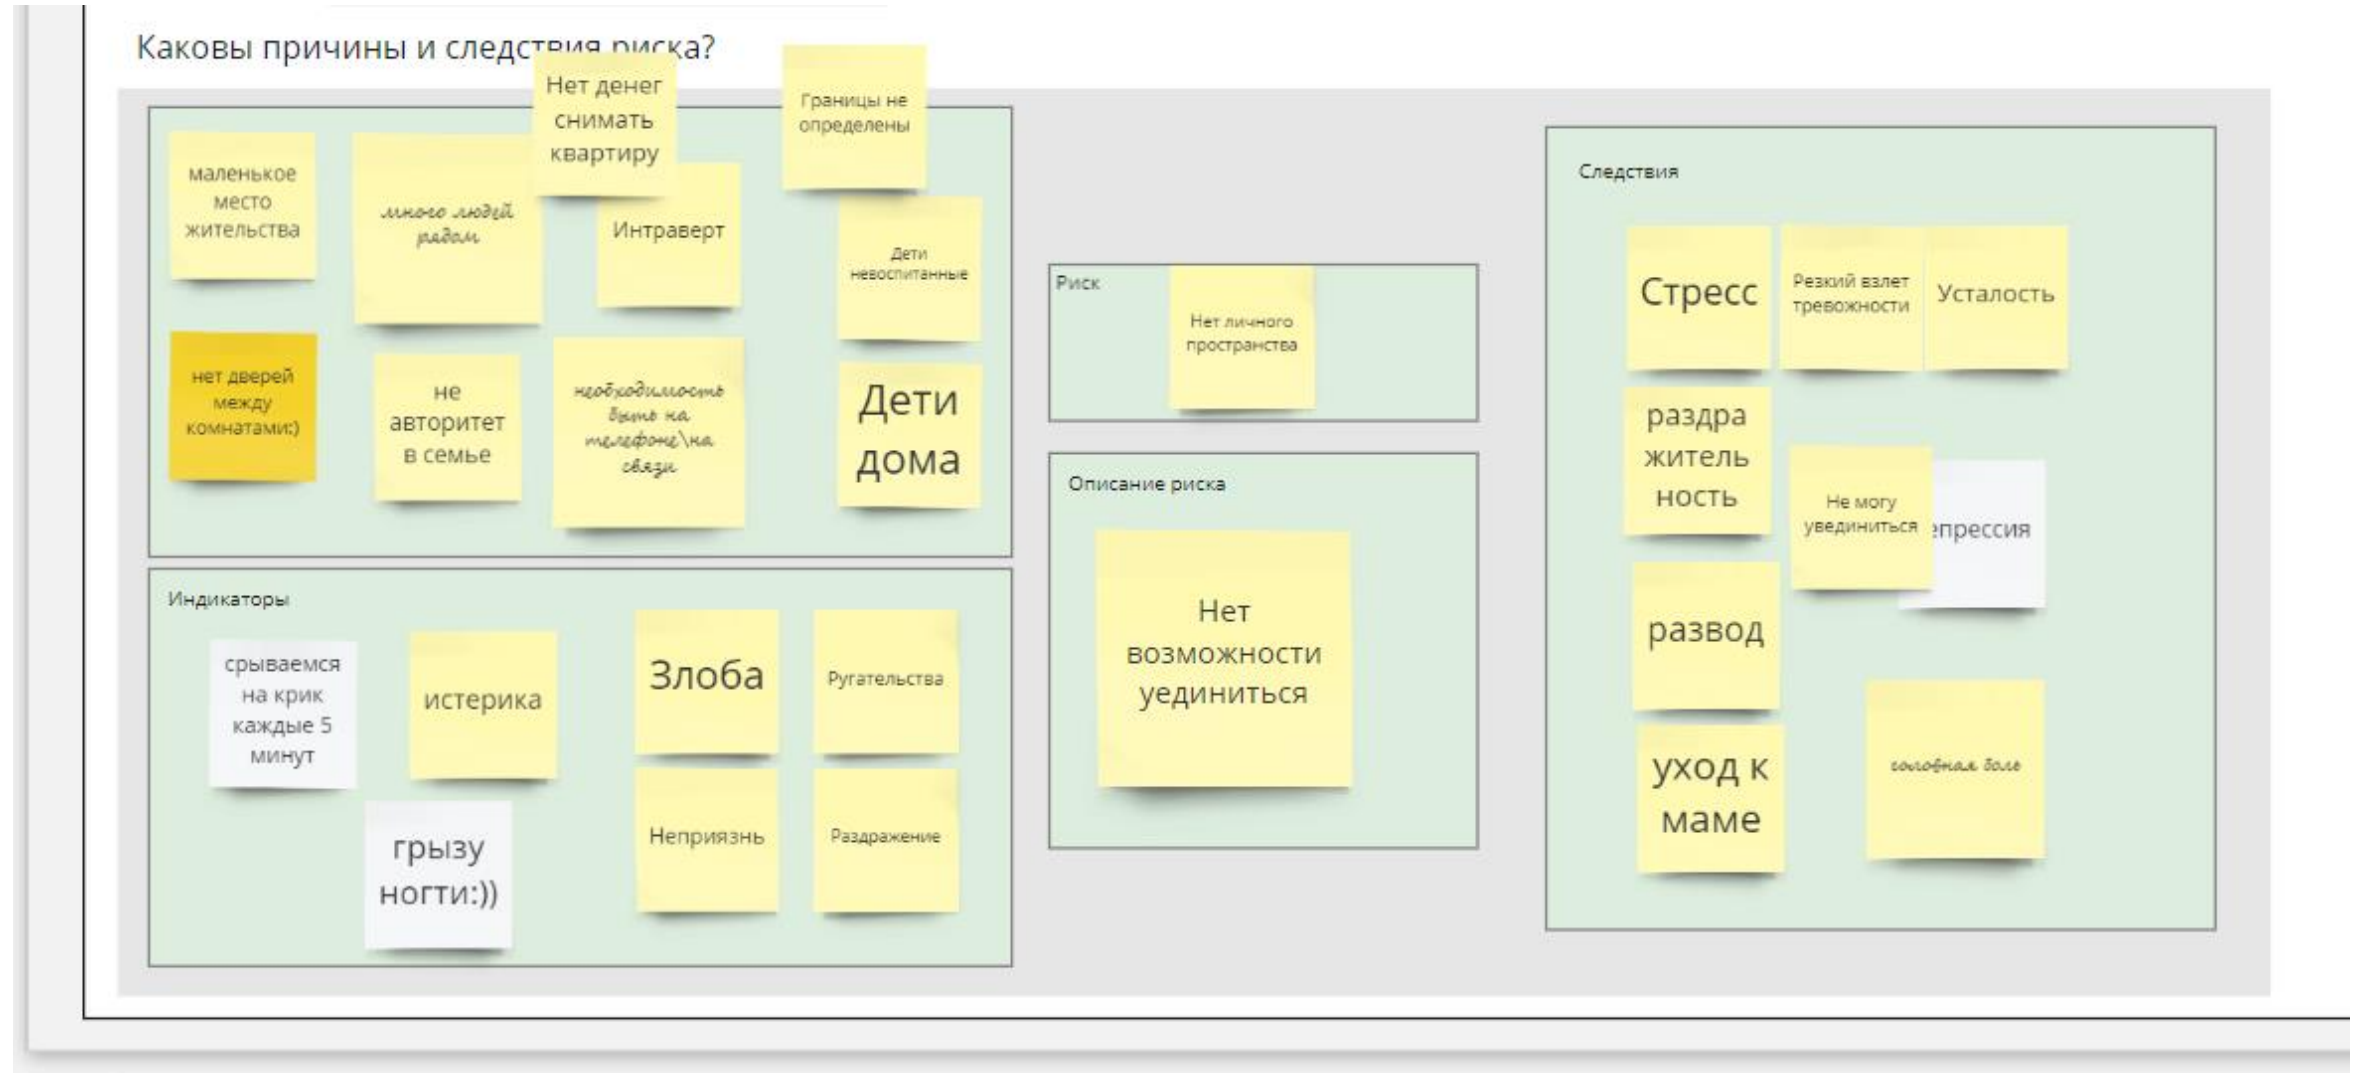 Каковы причины и следствия риска?
Нет денег
снимать
квартиру
Границы не
определены
маленькое
место
жительства
много людей
рядом
Интраверт
Дети
невоспитанные
нет дверей
между
комнатами:)
не
авторитет
в семье
необходимость
быть на
телефоне\на
связи
Дети
дома
Индикаторы
срываемся
на крик
каждые 5
минут
истерика
Злоба
Ругательства
грызу
ногти:))
Неприязнь
Раздражение
Риск
Нет личного
пространства
Описание риска
Нет
возможности
уединиться
Следствия
Стресс
Резкий взлет
тревожности
Усталость
раздра
житель
ность
Не могу
увединиться
епрессия
развод
уход к
маме
головная боль